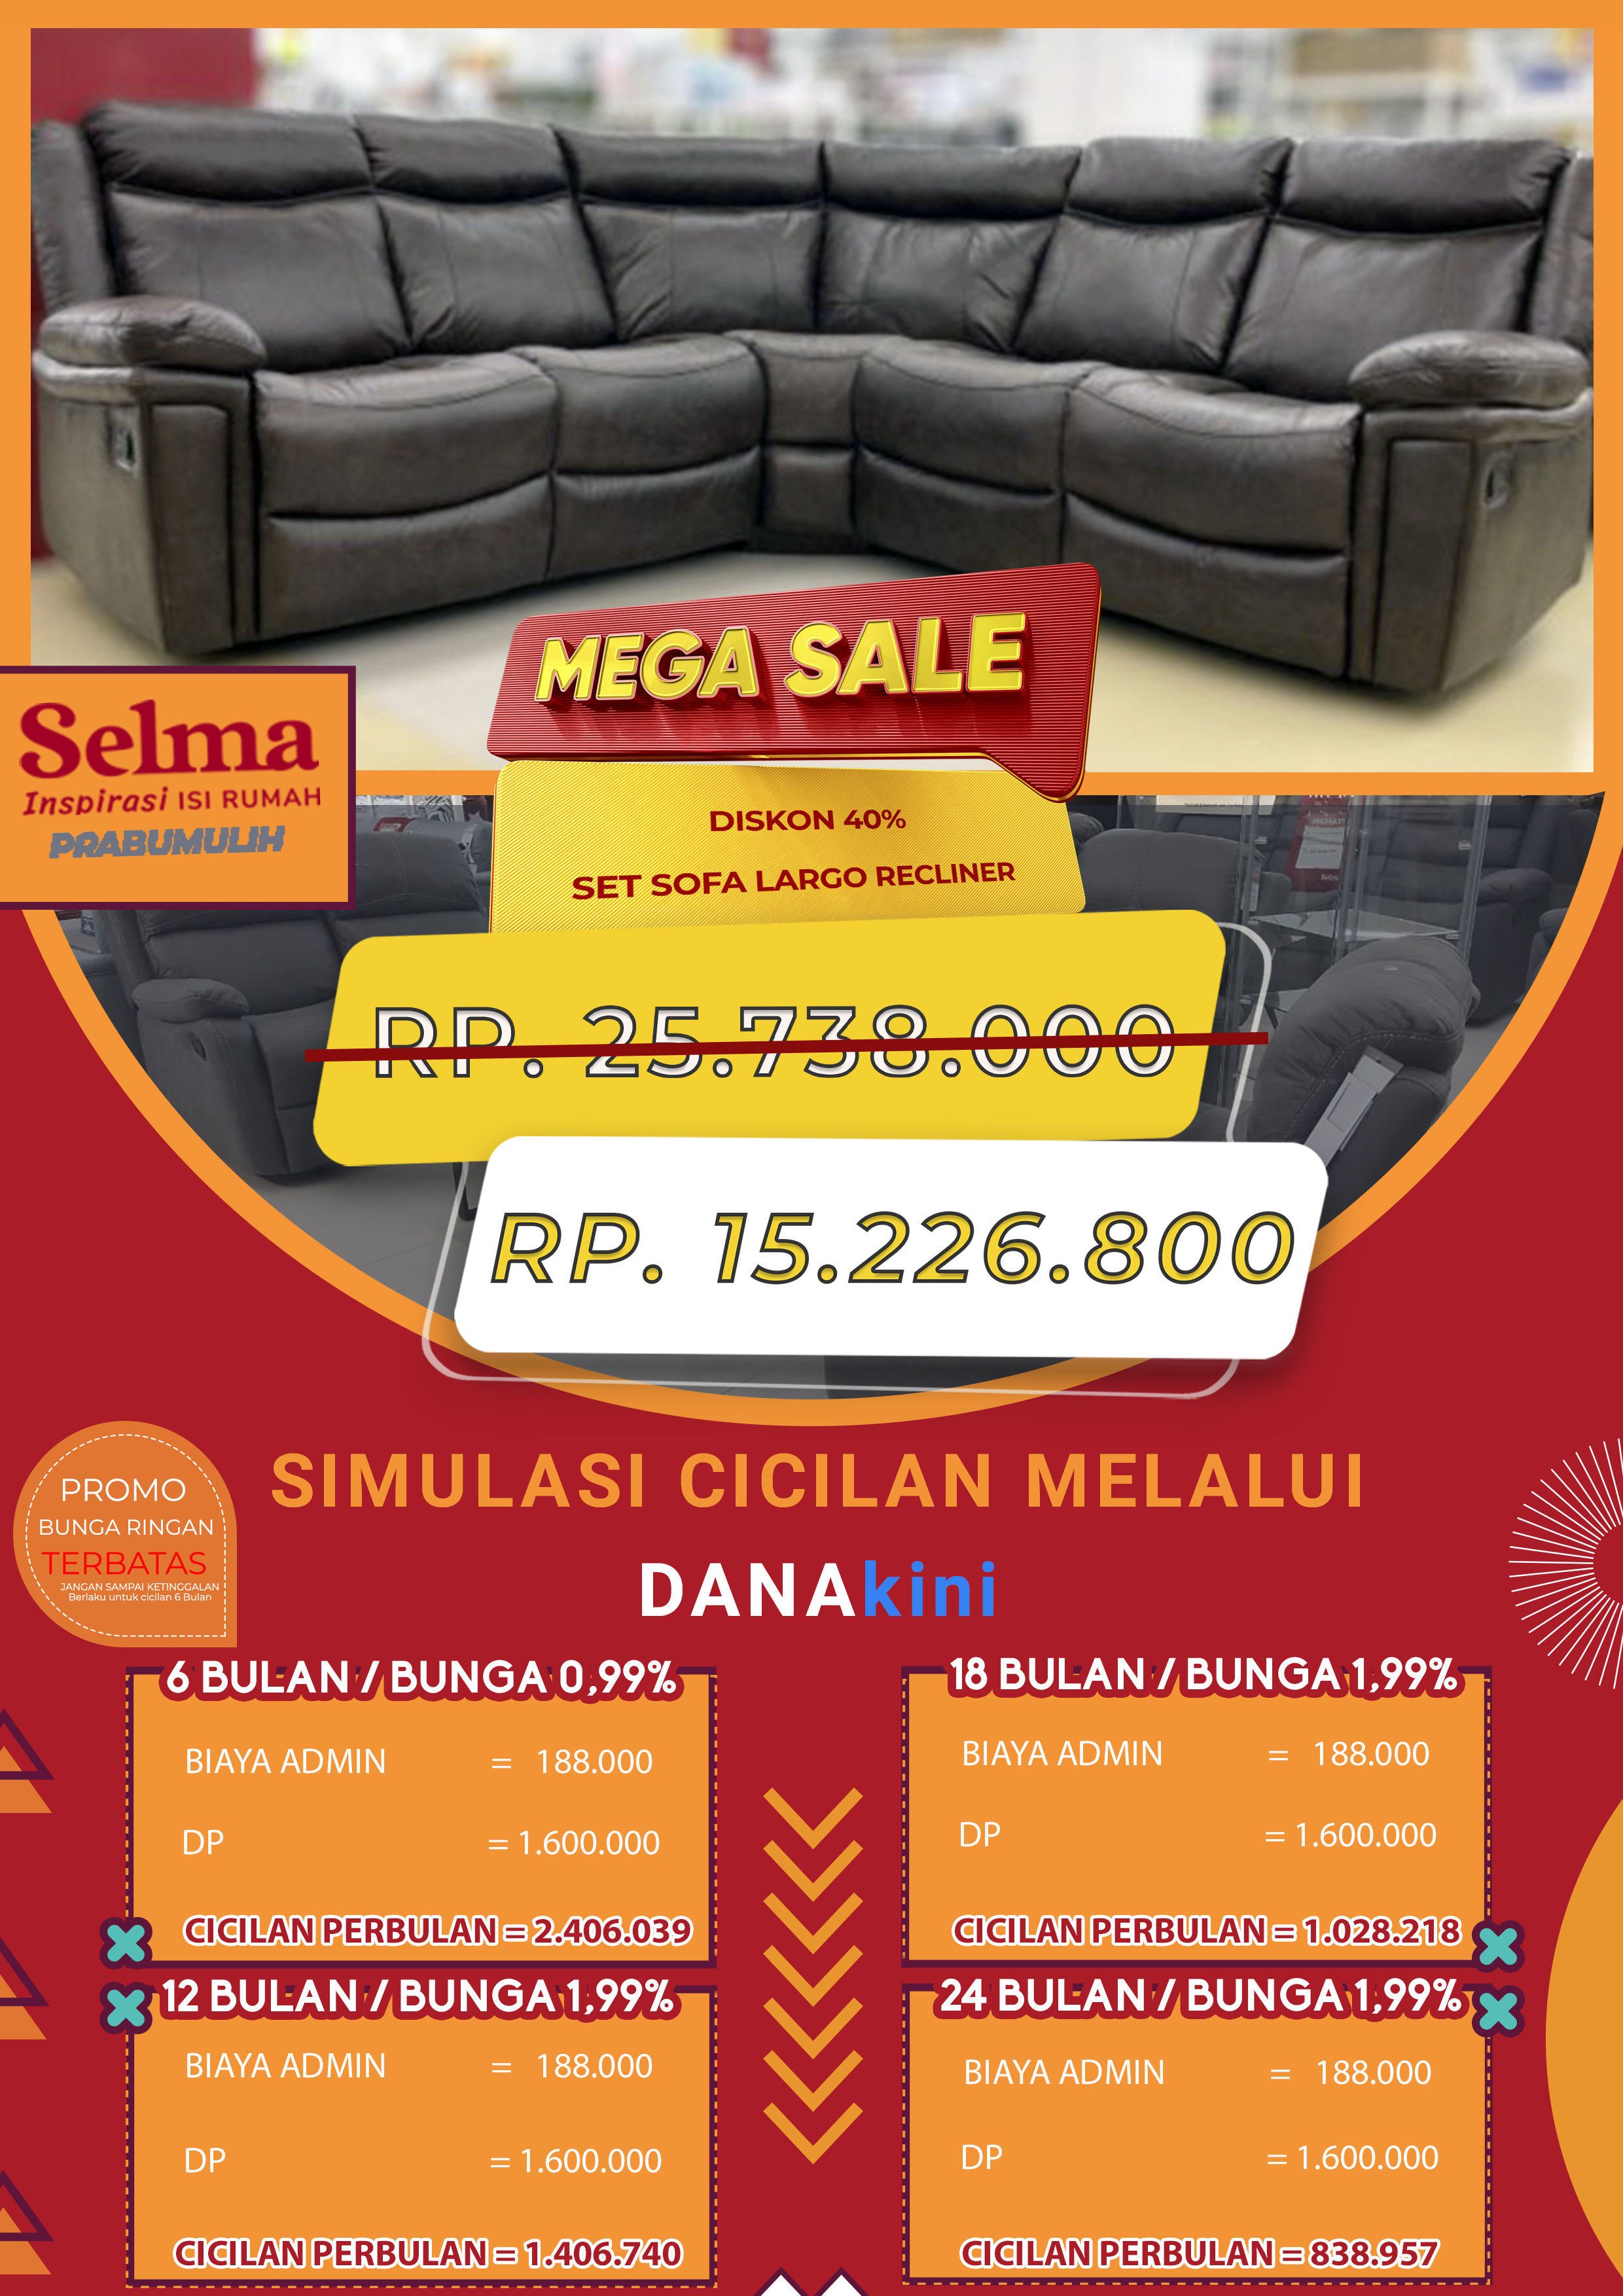 MEGA SALE
Selma
Inspirasi ISI RUMAH
PRABUMULIH
DISKON 40%
SET SOFA LARGO RECLINER
RP. 25.738.000
RP. 15.226.800
PROMO
BUNGA RINGAN
TERBATAS
JANGAN SAMPAI KETINGGALAN
Berlaku untuk cicilan 6 Bulan
SIMULASI CICILAN MELALUI
DANAkini
6 BULAN / BUNGA 0,99%
BIAYA ADMIN = 188.000
DP = 1.600.000
CICILAN PERBULAN = 2.406.039
18 BULAN / BUNGA 1,99%
BIAYA ADMIN = 188.000
DP = 1.600.000
CICILAN PERBULAN = 1.028.218
12 BULAN / BUNGA 1,99%
BIAYA ADMIN = 188.000
DP = 1.600.000
CICILAN PERBULAN = 1.406.740
24 BULAN / BUNGA 1,99%
BIAYA ADMIN = 188.000
DP = 1.600.000
CICILAN PERBULAN = 838.957